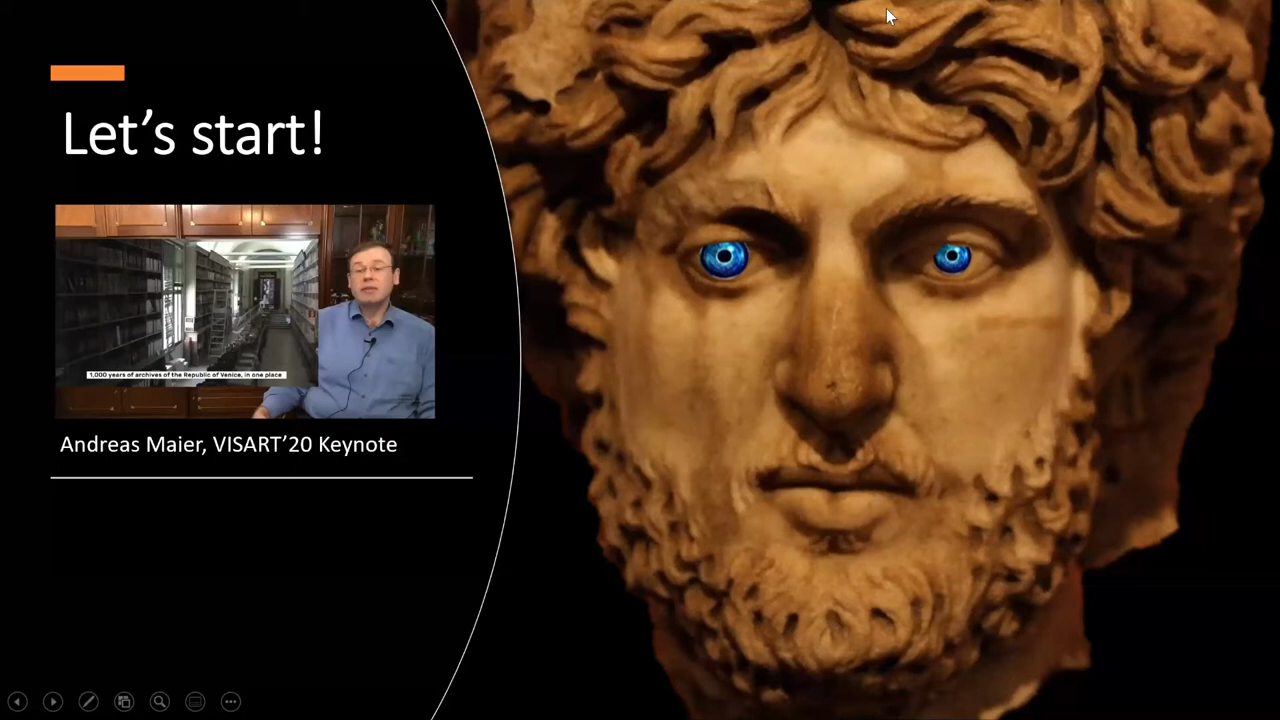 Let’s start!
1,000 years of archives of the Republic of Venice, in one place
Andreas Maier, VISART’20 Keynote